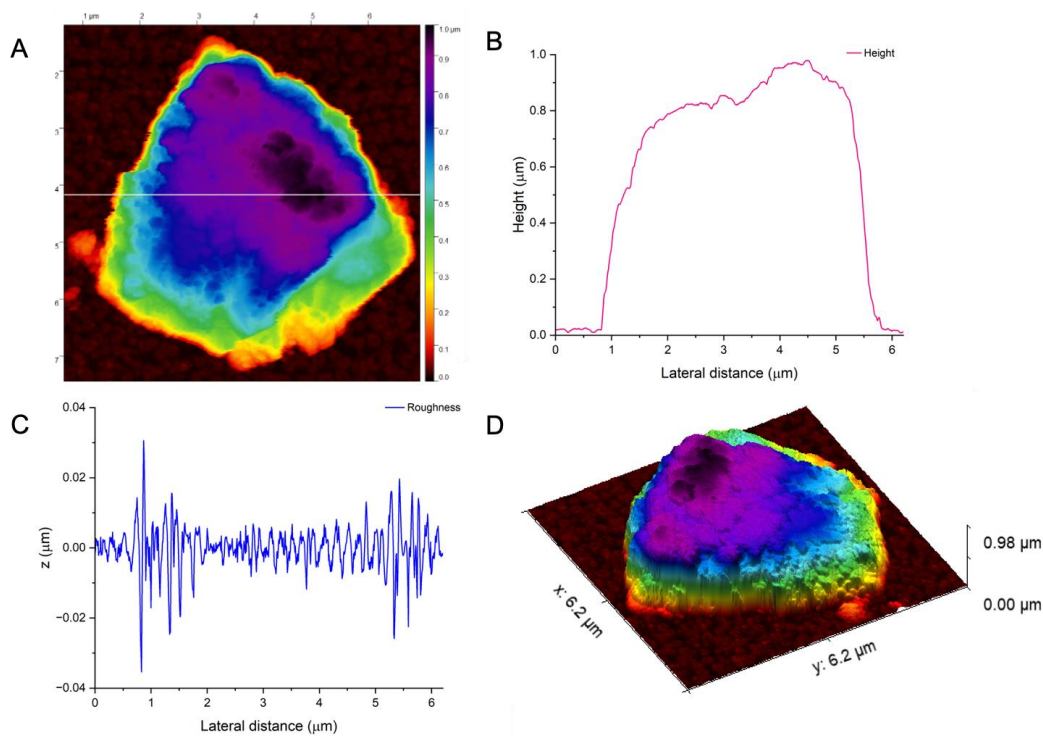 A
1 μm 2 3 4 5 6
2
3
4
5
6
7
1.0 μm
0.9
0.8
0.7
0.6
0.5
0.4
0.3
0.2
0.1
0.0
B
Height
1.0
0.8
0.6
0.4
0.2
0.0
Height (μm)
0 1 2 3 4 5 6
Lateral distance (μm)
C
Roughness
0.04
0.02
0.00
−0.02
−0.04
z (μm)
0 1 2 3 4 5 6
Lateral distance (μm)
D
0.98 μm
0.00 μm
x: 6.2 μm
y: 6.2 μm